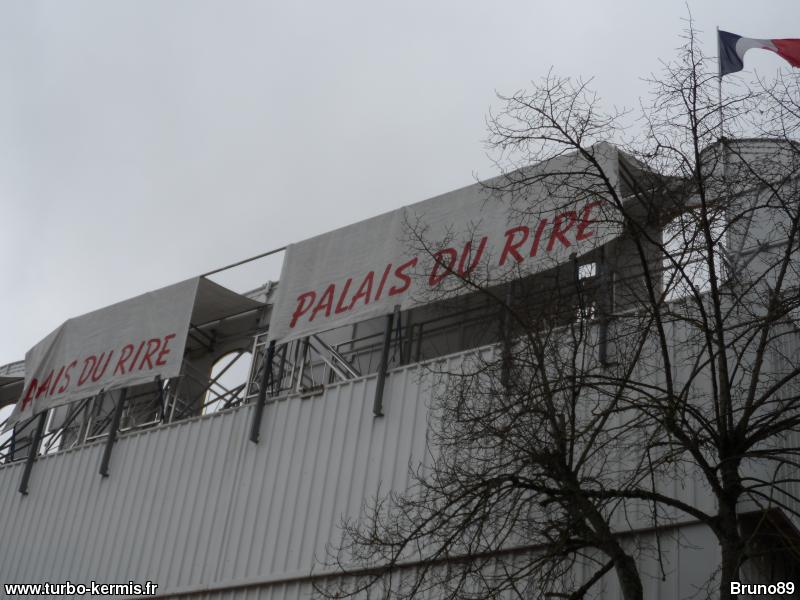 PALAIS DU RIRE
PALAIS DU RIRE
www.turbo-kermis.fr
Bruno89